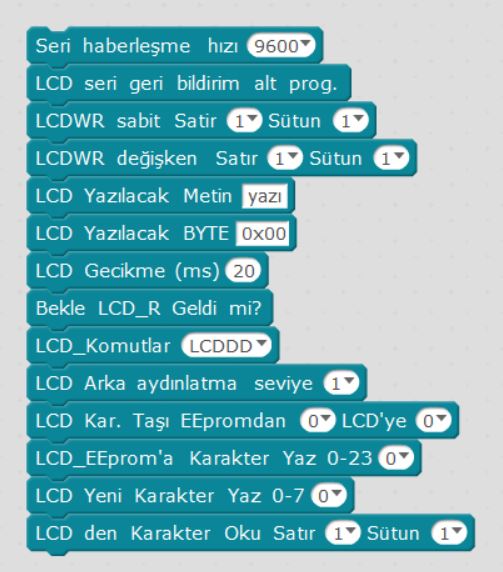 Seri haberleşme hızı 9600
LCD seri geri bildirim alt prog.
LCDWR sabit Satir 1 Sütun 1
LCDWR değişken Satır 1 Sütun 1
LCD Yazılacak Metin yazı
LCD Yazılacak BYTE 0x00
LCD Gecikme (ms) 20
Bekle LCD_R Geldi mi?
LCD_Komutlar LCDDD
LCD Arka aydınlatma seviye 1
LCD Kar. Taşı EEpromdan 0 LCD'ye 0
LCD_EEprom'a Karakter Yaz 0-23 0
LCD Yeni Karakter Yaz 0-7 0
LCD den Karakter Oku Satır 1 Sütun 1